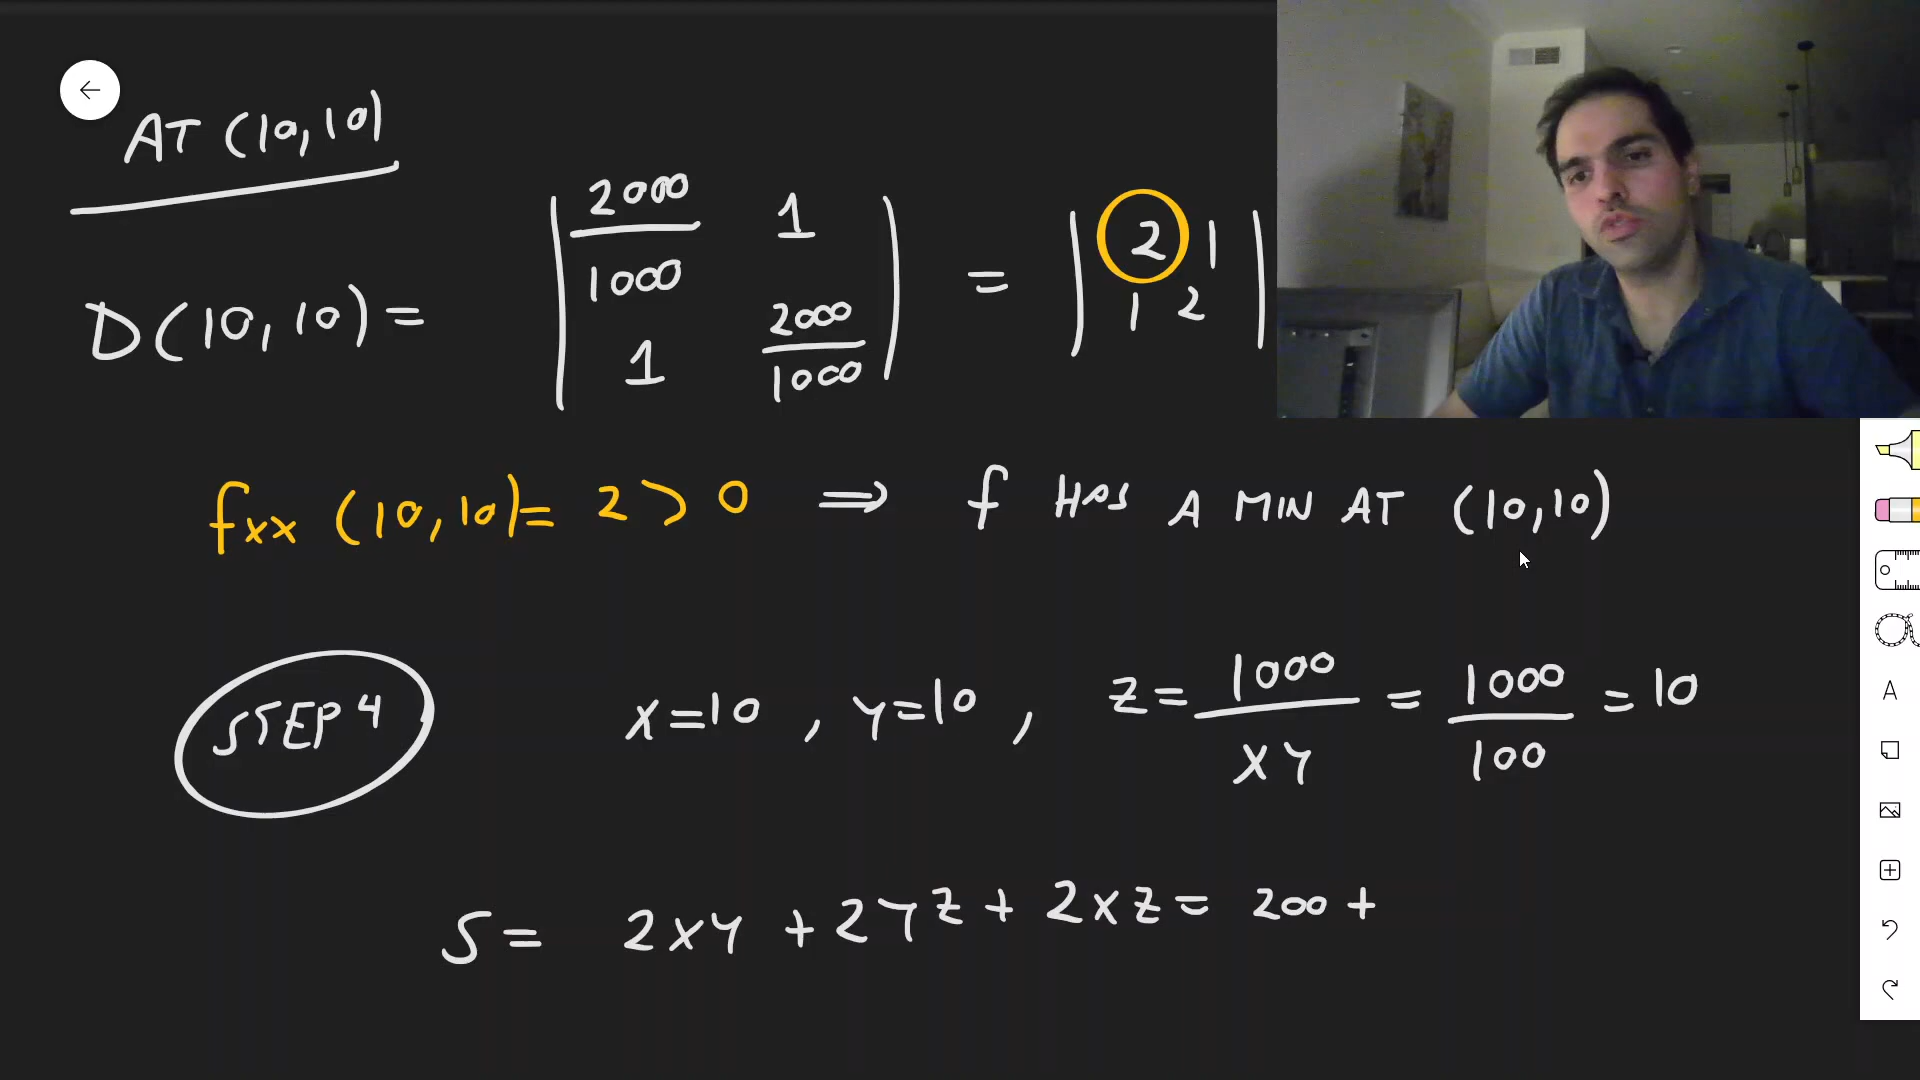 AT (10,10)
D(10,10) = | 2000/1000 1 | = | 2 1 |
| 1 2000/1000 | | 1 2 |
fxx (10,10) = 2 > 0 ⟹ f HAS A MIN AT (10,10)
STEP 4 x=10 , y=10 , z= 1000/xy = 1000/100 = 10
S= 2xy + 2yz + 2xz = 200 +
A